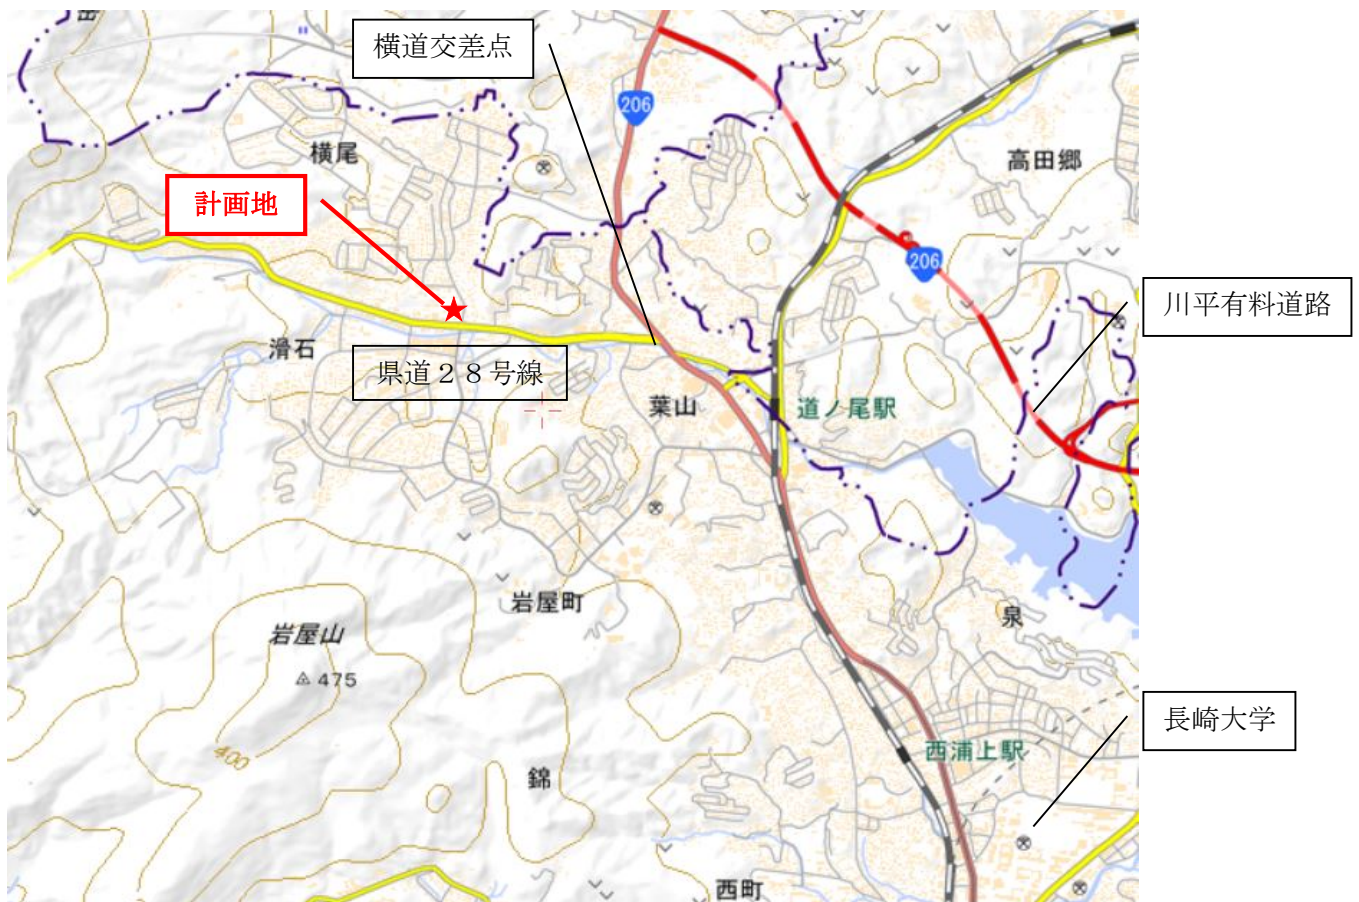 横道交差点
206
横尾
高田郷
計画地
206
川平有料道路
滑石
県道２８号線
葉山
道ノ尾駅
岩屋町
泉
岩屋山
475
長崎大学
西浦上駅
400
錦
西町